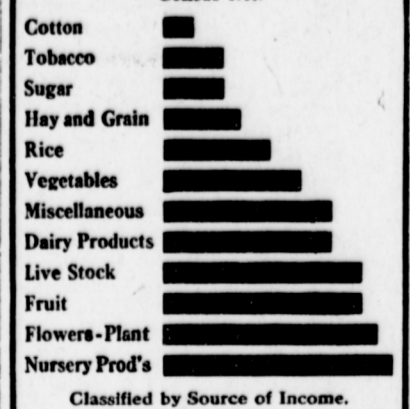 Cotton
Tobacco
Sugar
Hay and Grain
Rice
Vegetables
Miscellaneous
Dairy Products
Live Stock
Fruit
Flowers-Plant
Nursery Prod's
Classified by Source of Income.